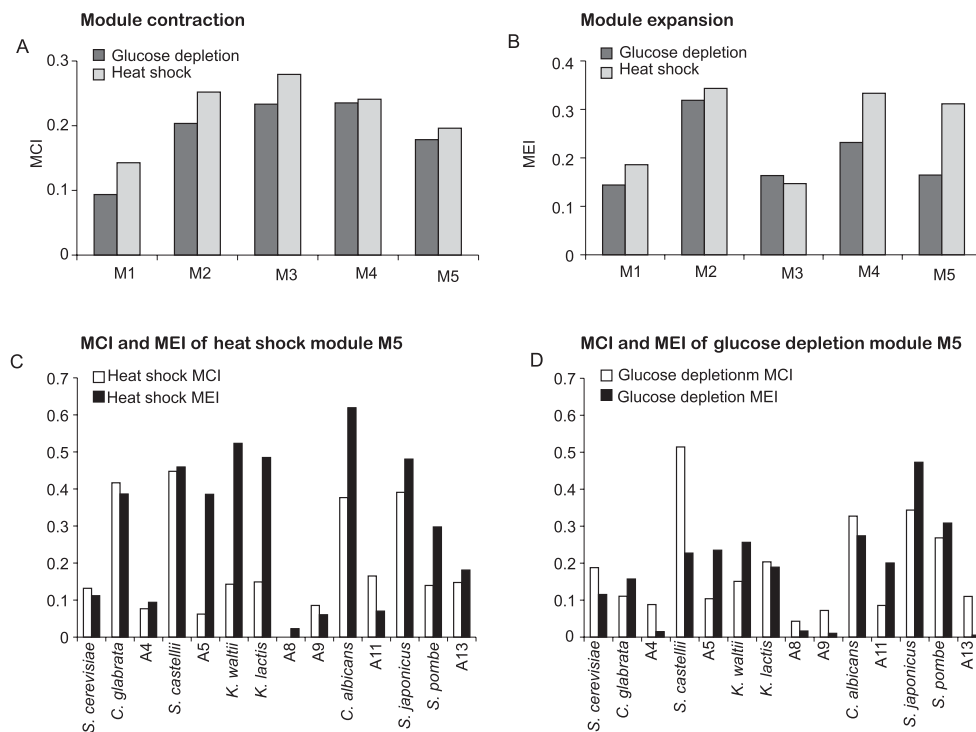 Module contraction
A
Glucose depletion
Heat shock
0.3
0.2
0.1
0
MCI
M1 M2 M3 M4 M5
Module expansion
B
Glucose depletion
Heat shock
0.4
0.3
0.2
0.1
0
MEI
M1 M2 M3 M4 M5
MCI and MEI of heat shock module M5
C
Heat shock MCI
Heat shock MEI
0.7
0.6
0.5
0.4
0.3
0.2
0.1
0
S. cerevisiae
C. glabrata
A4
S. castellii
A5
K. waltii
K. lactis
A8
A9
C. albicans
A11
S. japonicus
S. pombe
A13
MCI and MEI of glucose depletion module M5
D
Glucose depletionm MCI
Glucose depletion MEI
0.7
0.6
0.5
0.4
0.3
0.2
0.1
0
S. cerevisiae
C. glabrata
A4
S. castellii
A5
K. waltii
K. lactis
A8
A9
C. albicans
A11
S. japonicus
S. pombe
A13